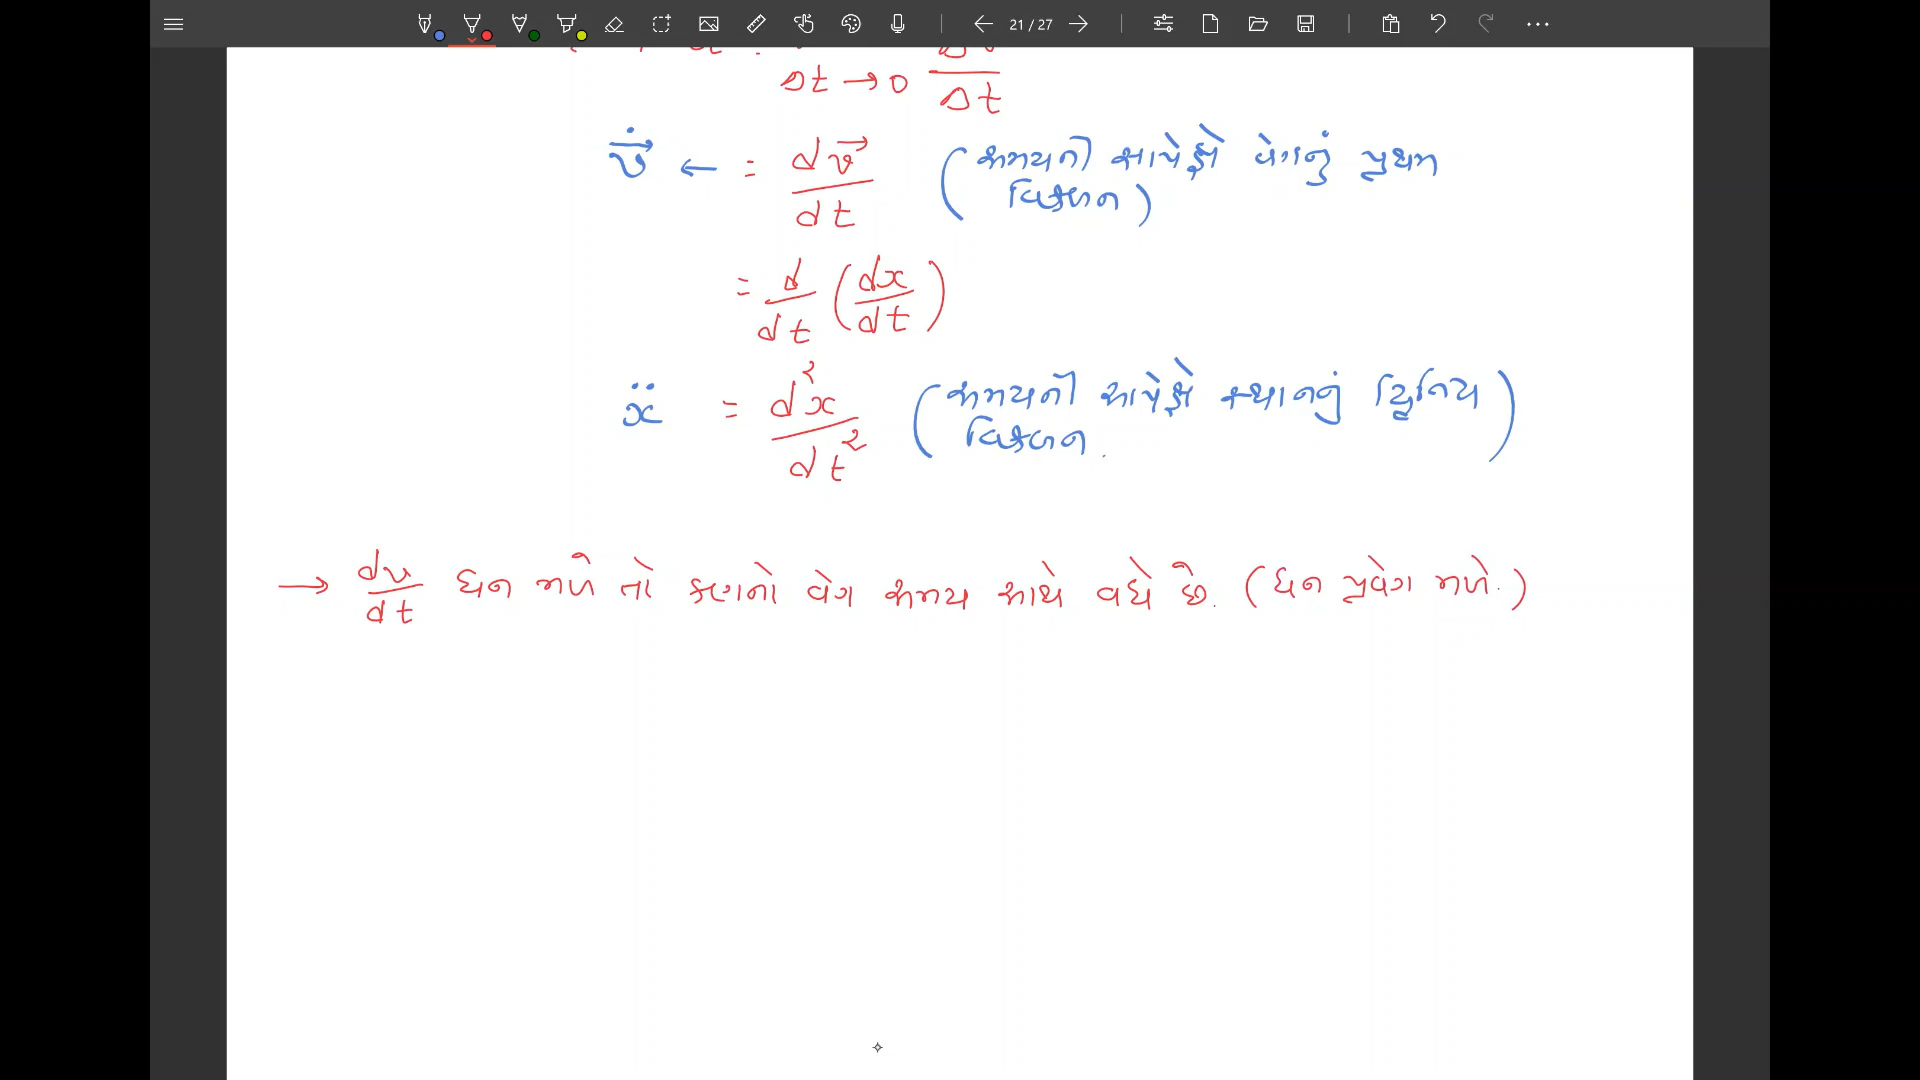 21 / 27
Δt → 0 Δt
v̇⃗ ← = dv⃗/dt (સમયની સાપેક્ષે વેગનું પ્રથમ
વિકલન)
= d/dt (dx/dt)
ẍ = d²x/dt² (સમયની સાપેક્ષે સ્થાનનું દ્વિતિય
વિકલન.)
→ dv/dt ધન મળે તો કણનો વેગ સમય સાથે વધે છે. (ધન પ્રવેગ મળે.)